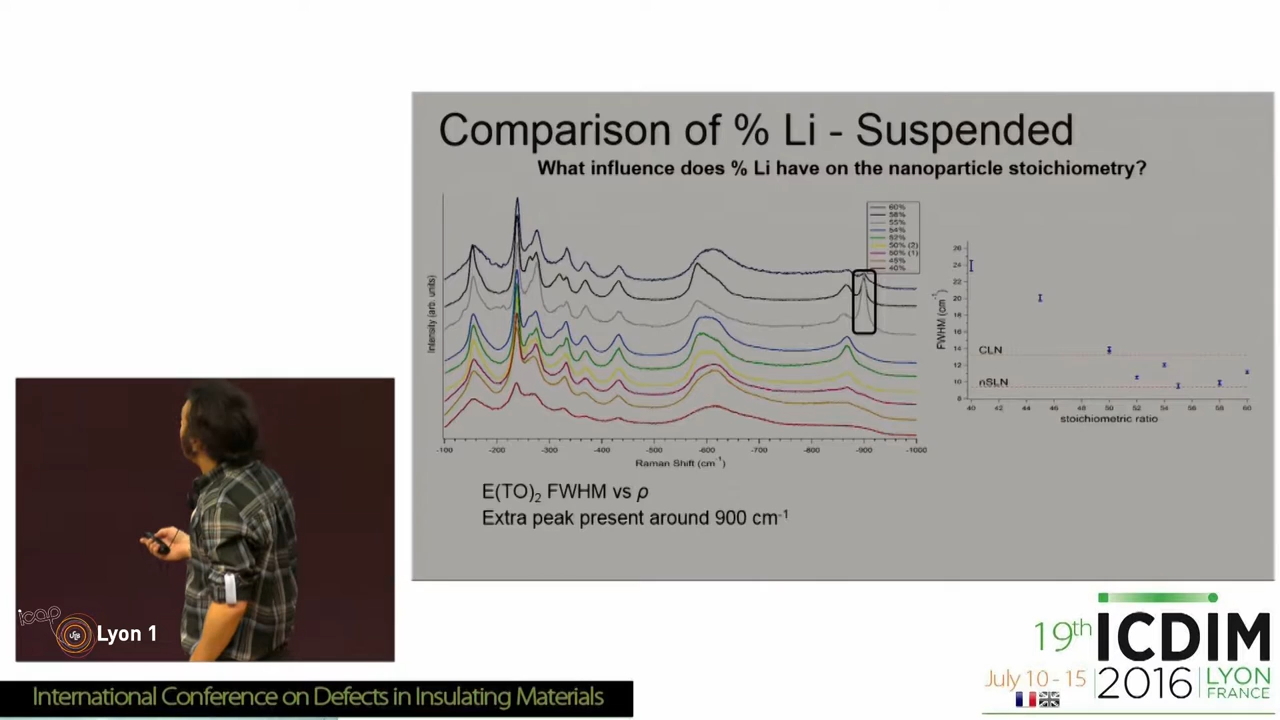 Comparison of % Li - Suspended
What influence does % Li have on the nanoparticle stoichiometry?
60%
58%
55%
54%
52%
50% (2)
50% (1)
45%
40%
Intensity (arb. units)
-100 -200 -300 -400 -500 -600 -700 -800 -900 -1000
Raman Shift (cm-1)
26
24
22
20
18
16
14
12
10
8
FWHM (cm-1)
CLN
nSLN
40 42 44 46 48 50 52 54 56 58 60
stoichiometric ratio
E(TO)2 FWHM vs ρ
Extra peak present around 900 cm-1
icap
Lyon 1
International Conference on Defects in Insulating Materials
19th ICDIM
July 10 - 15 2016 LYON FRANCE